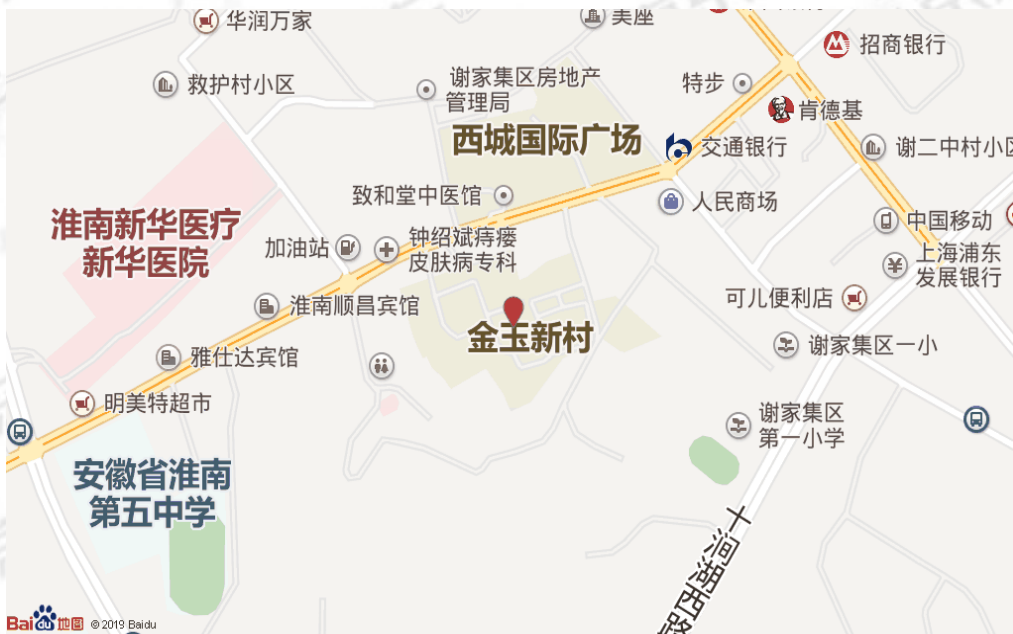 华润万家
美座
招商银行
救护村小区
谢家集区房地产
管理局
特步
肯德基
西城国际广场
交通银行
谢二中村小区
致和堂中医馆
人民商场
淮南新华医疗
新华医院
加油站
钟绍斌痔瘘
皮肤病专科
中国移动
上海浦东
发展银行
淮南顺昌宾馆
可儿便利店
金玉新村
谢家集区一小
雅仕达宾馆
明美特超市
谢家集区
第一小学
安徽省淮南
第五中学
十涧湖西路
Bai du 地图 © 2019 Baidu